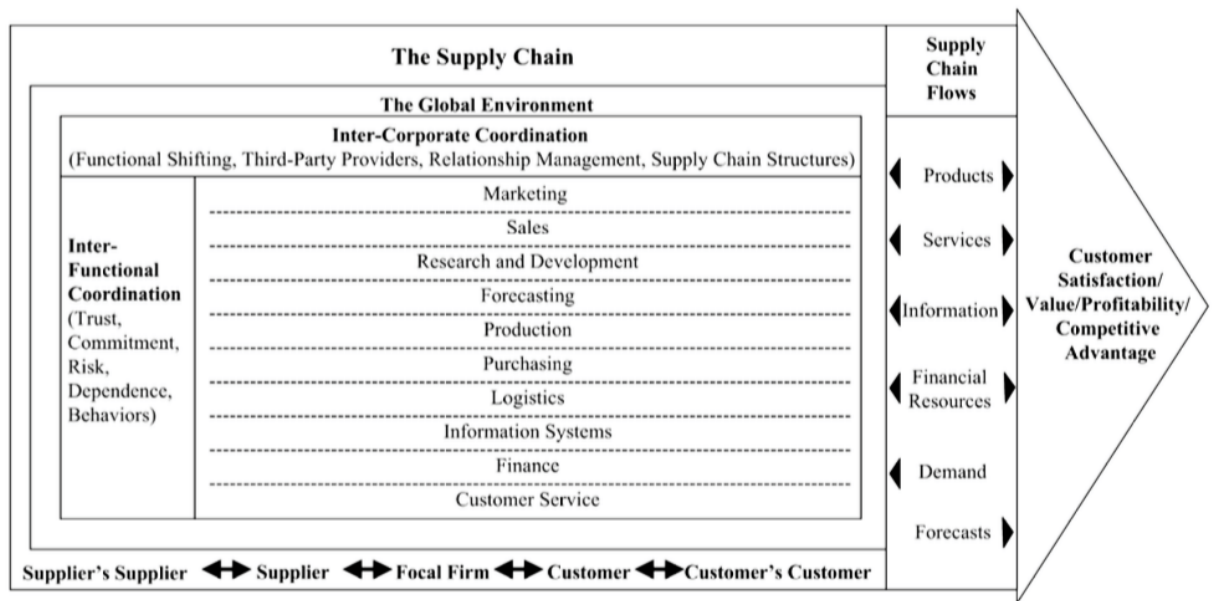 The Supply Chain
The Global Environment
Inter-Corporate Coordination
(Functional Shifting, Third-Party Providers, Relationship Management, Supply Chain Structures)
Inter-
Functional
Coordination
(Trust,
Commitment,
Risk,
Dependence,
Behaviors)
Marketing
Sales
Research and Development
Forecasting
Production
Purchasing
Logistics
Information Systems
Finance
Customer Service
Supplier's Supplier Supplier Focal Firm Customer Customer's Customer
Supply
Chain
Flows
Products
Services
Information
Financial
Resources
Demand
Forecasts
Customer
Satisfaction/
Value/Profitability/
Competitive
Advantage